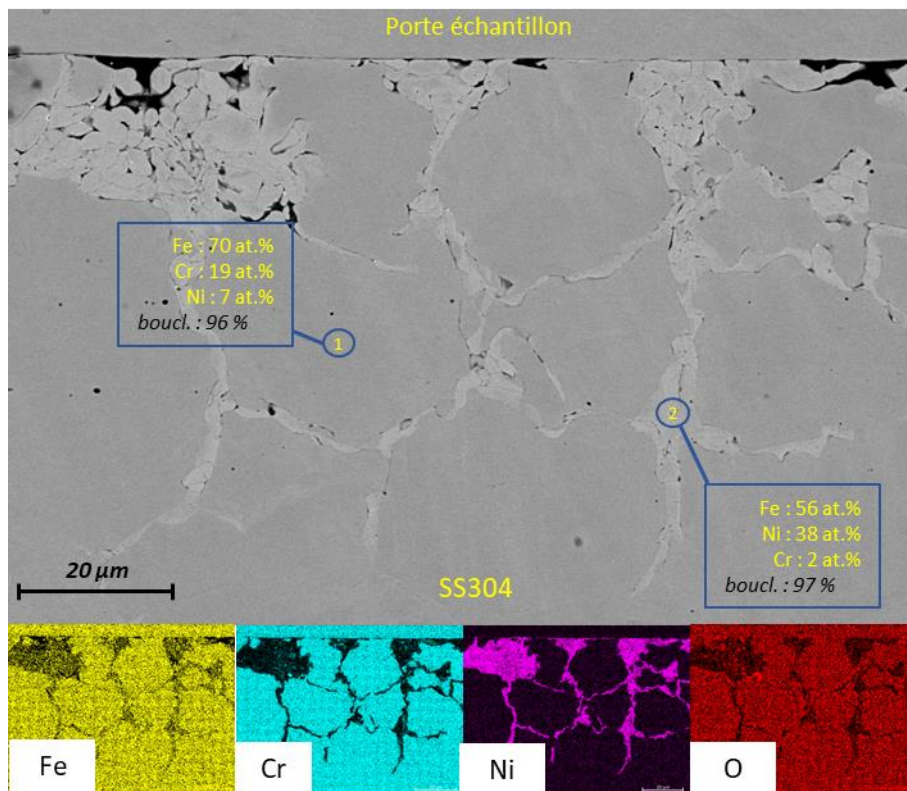 Porte échantillon
Fe : 70 at.%
Cr : 19 at.%
Ni : 7 at.%
boucl. : 96 %
1
2
Fe : 56 at.%
Ni : 38 at.%
Cr : 2 at.%
boucl. : 97 %
20 µm
SS304
Fe
Cr
Ni
O